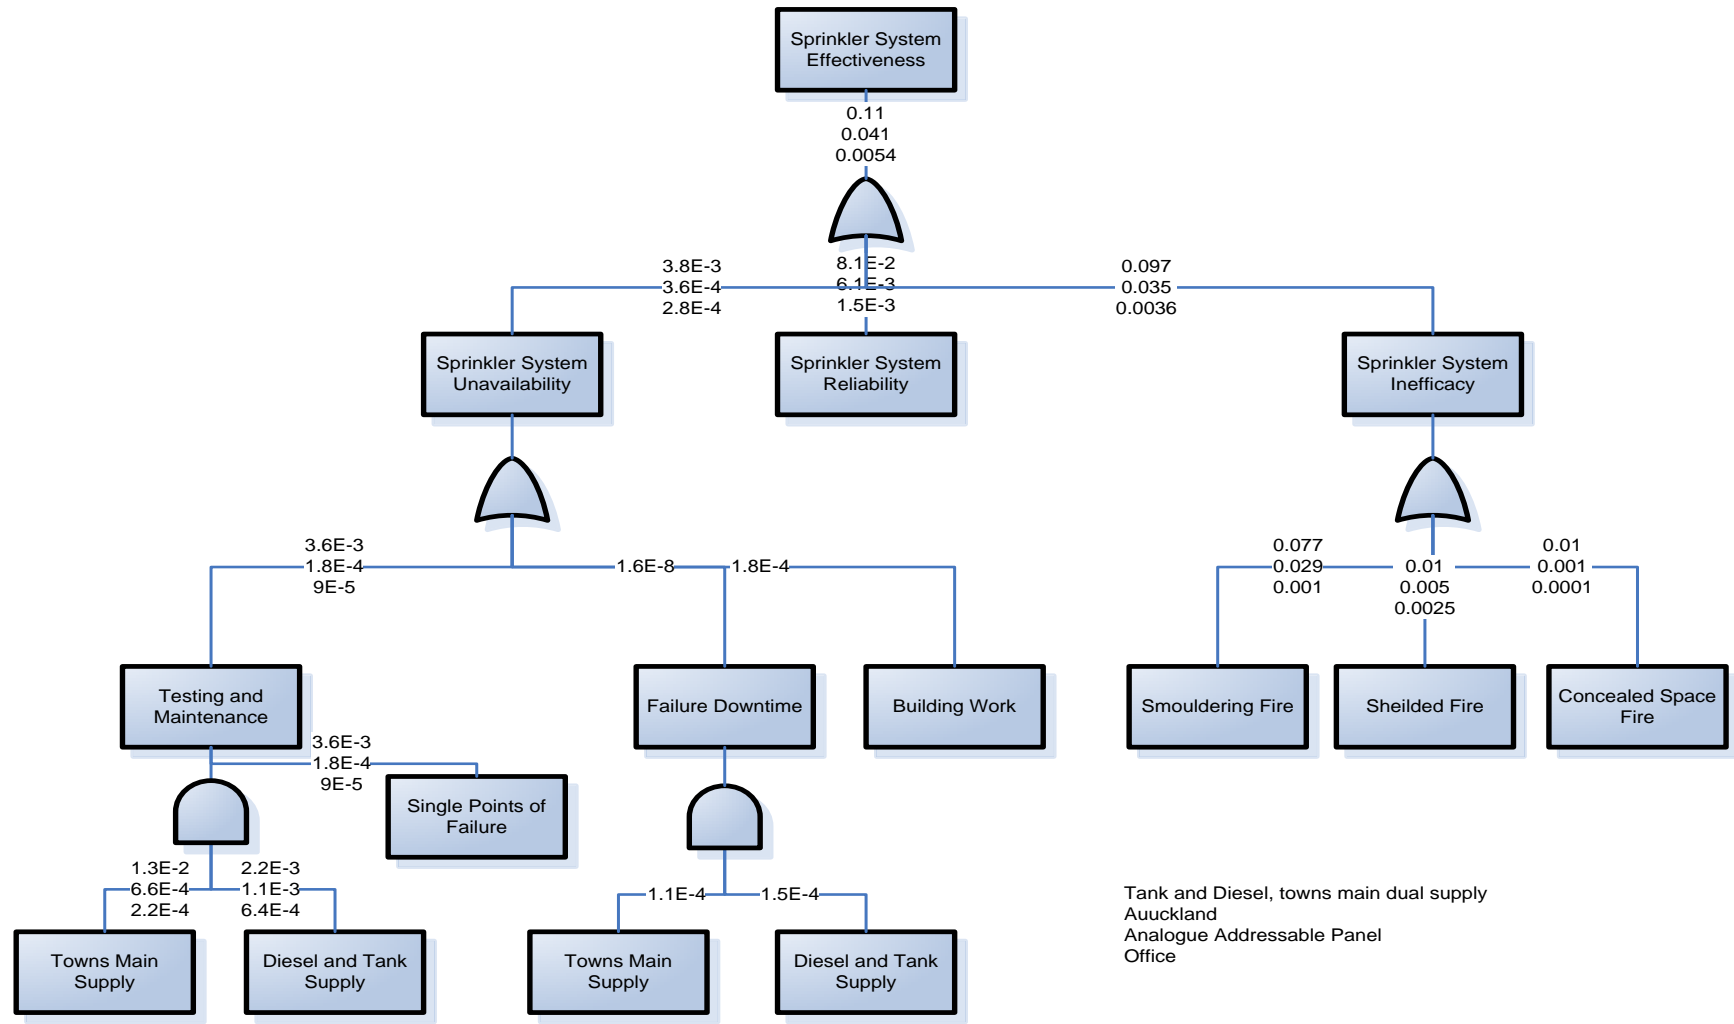 Sprinkler System
Effectiveness
0.11
0.041
0.0054
3.8E-3
3.6E-4
2.8E-4
8.1E-2
6.1E-3
1.5E-3
0.097
0.035
0.0036
Sprinkler System
Unavailability
Sprinkler System
Reliability
Sprinkler System
Inefficacy
3.6E-3
1.8E-4
9E-5
1.6E-8
1.8E-4
0.077
0.029
0.001
0.01
0.005
0.0025
0.01
0.001
0.0001
Testing and
Maintenance
Failure Downtime
Building Work
Smouldering Fire
Sheilded Fire
Concealed Space
Fire
3.6E-3
1.8E-4
9E-5
Single Points of
Failure
1.3E-2
6.6E-4
2.2E-4
2.2E-3
1.1E-3
6.4E-4
1.1E-4
1.5E-4
Towns Main
Supply
Diesel and Tank
Supply
Towns Main
Supply
Diesel and Tank
Supply
Tank and Diesel, towns main dual supply
Auuckland
Analogue Addressable Panel
Office